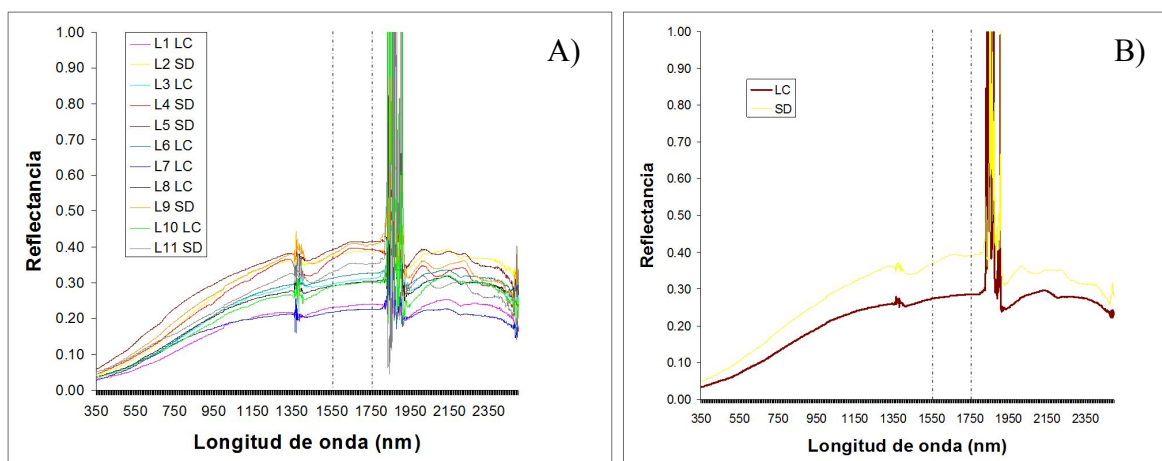 A)
Reflectancia
1.00
0.90
0.80
0.70
0.60
0.50
0.40
0.30
0.20
0.10
0.00
L1 LC
L2 SD
L3 LC
L4 SD
L5 SD
L6 LC
L7 LC
L8 LC
L9 SD
L10 LC
L11 SD
350 550 750 950 1150 1350 1550 1750 1950 2150 2350
Longitud de onda (nm)
B)
Reflectancia
1.00
0.90
0.80
0.70
0.60
0.50
0.40
0.30
0.20
0.10
0.00
LC
SD
350 550 750 950 1150 1350 1550 1750 1950 2150 2350
Longitud de onda (nm)